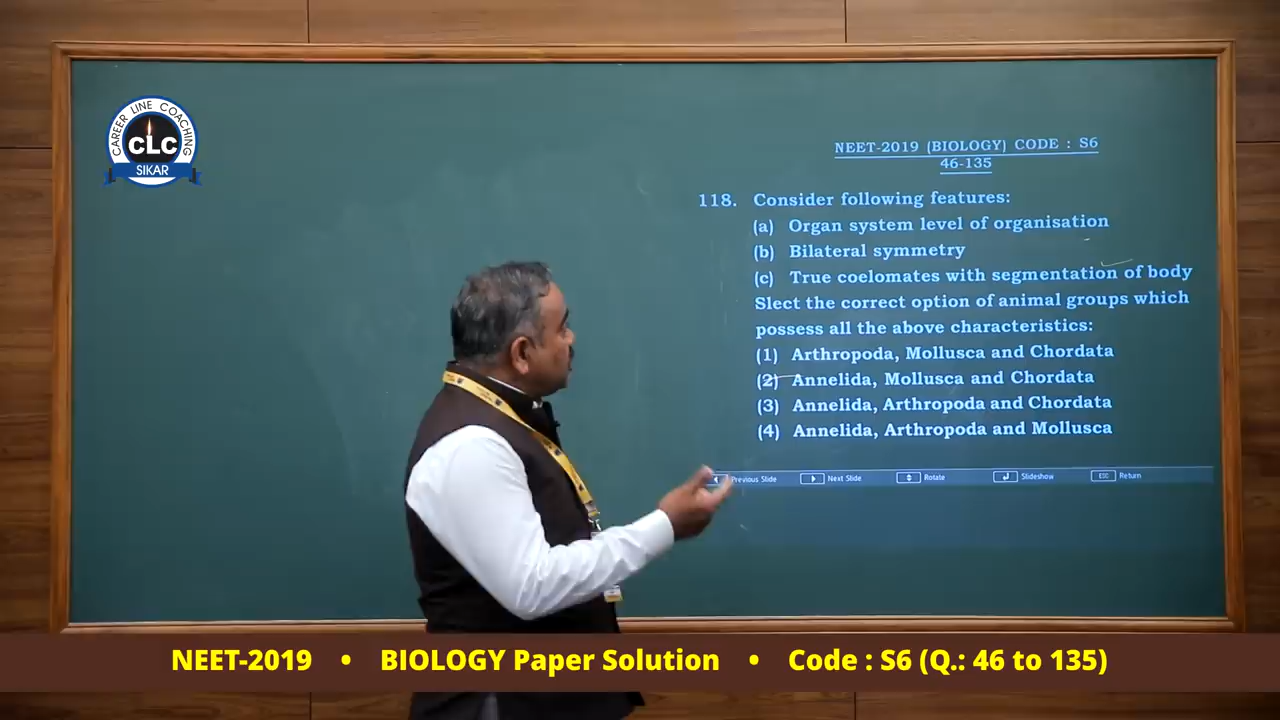 CAREER LINE COACHING
CLC
SIKAR
NEET-2019 (BIOLOGY) CODE : S6
46-135
118. Consider following features:
(a) Organ system level of organisation
(b) Bilateral symmetry
(c) True coelomates with segmentation of body
Slect the correct option of animal groups which
possess all the above characteristics:
(1) Arthropoda, Mollusca and Chordata
(2) Annelida, Mollusca and Chordata
(3) Annelida, Arthropoda and Chordata
(4) Annelida, Arthropoda and Mollusca
Previous Slide Next Slide Rotate Slideshow ESC Return
NEET-2019 • BIOLOGY Paper Solution • Code : S6 (Q.: 46 to 135)